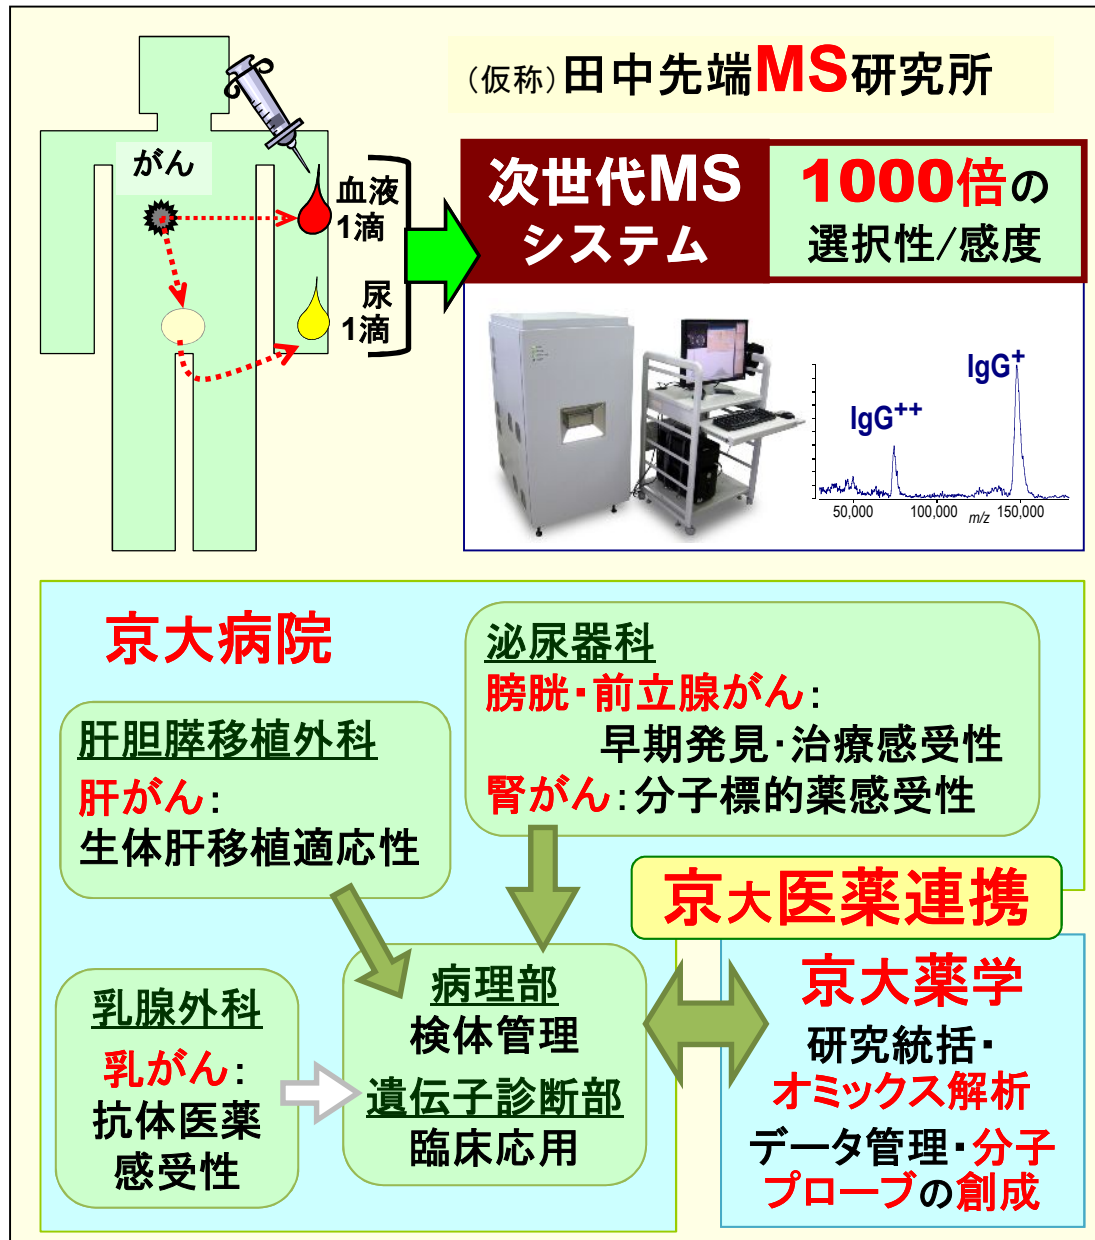 (仮称)田中先端MS研究所
がん
血液
1滴
尿
1滴
次世代MS
システム
1000倍の
選択性/感度
IgG++
IgG+
50,000
100,000
m/z
150,000
京大病院
泌尿器科
膀胱・前立腺がん:
早期発見・治療感受性
腎がん:分子標的薬感受性
肝胆膵移植外科
肝がん:
生体肝移植適応性
京大医薬連携
乳腺外科
乳がん:
抗体医薬
感受性
病理部
検体管理
遺伝子診断部
臨床応用
京大薬学
研究統括・
オミックス解析
データ管理・分子
プローブの創成